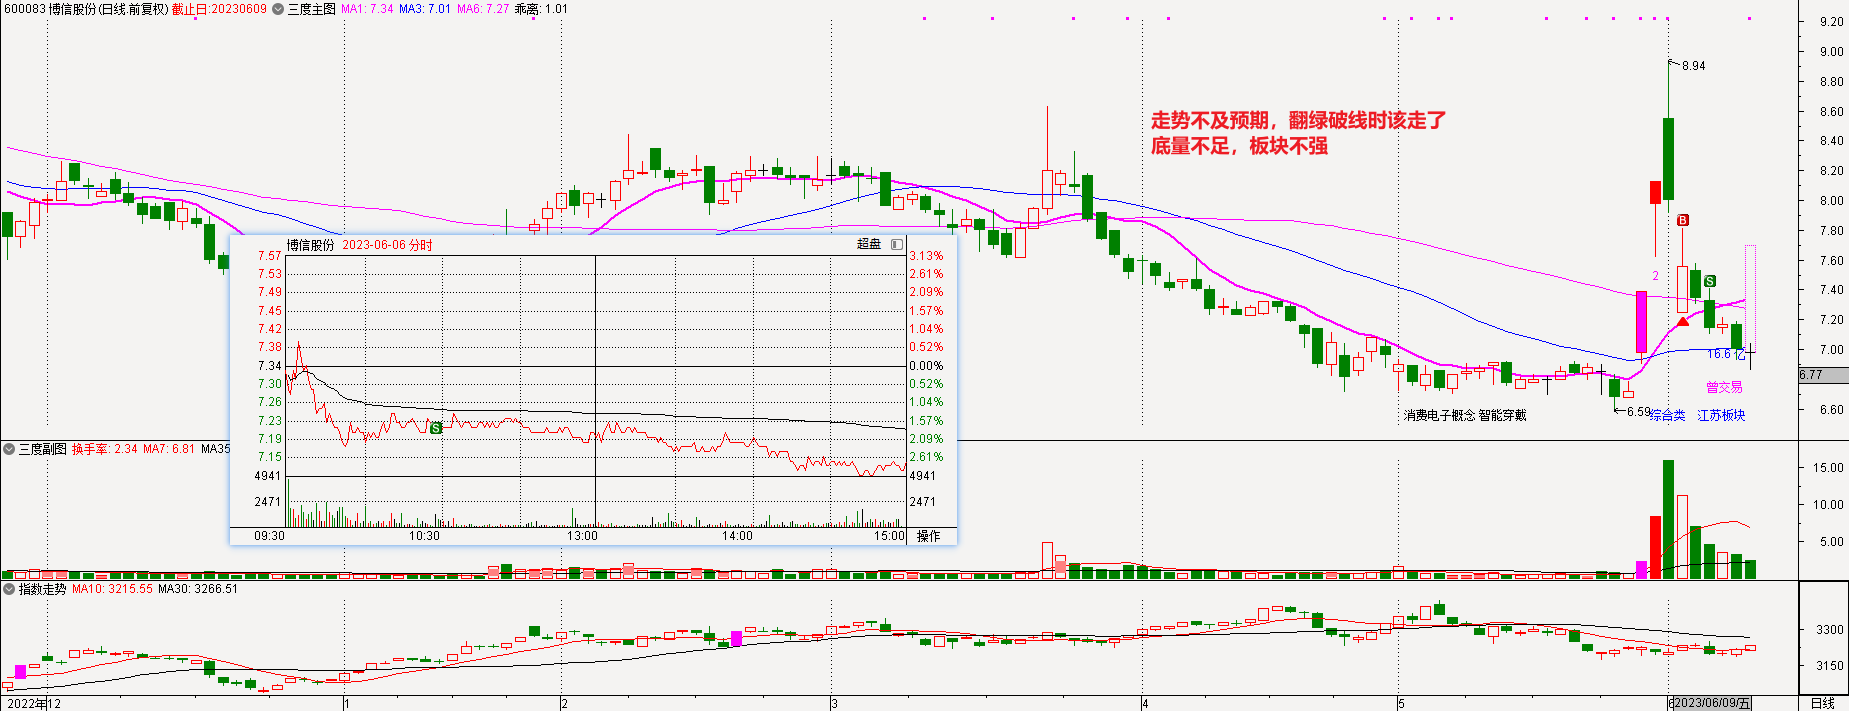 600083 博信股份(日线.前复权) 截止日:20230609 三度主图 MA1: 7.34 MA3: 7.01 MA6: 7.27 乖离: 1.01
9.20
9.00
8.80
8.60
8.40
8.20
8.00
7.80
7.60
7.40
7.20
7.00
6.77
6.60
8.94
走势不及预期，翻绿破线时该走了
底量不足，板块不强
B
2
S
16.6 亿
曾交易
6.59
综合类 江苏板块
消费电子概念 智能穿戴
博信股份 2023-06-06 分时 超盘
7.57 3.13%
7.53 2.61%
7.49 2.09%
7.45 1.57%
7.42 1.04%
7.38 0.52%
7.34 0.00%
7.30 0.52%
7.26 1.04%
7.23 1.57%
7.19 2.09%
7.15 2.61%
4941 4941
2471 2471
S
09:30 10:30 13:00 14:00 15:00 操作
三度副图 换手率: 2.34 MA7: 6.81 MA35
15.00
10.00
5.00
指数走势 MA10: 3215.55 MA30: 3266.51
3300
3150
2022年12 1 2 3 4 5 6 2023/06/09/五 日线